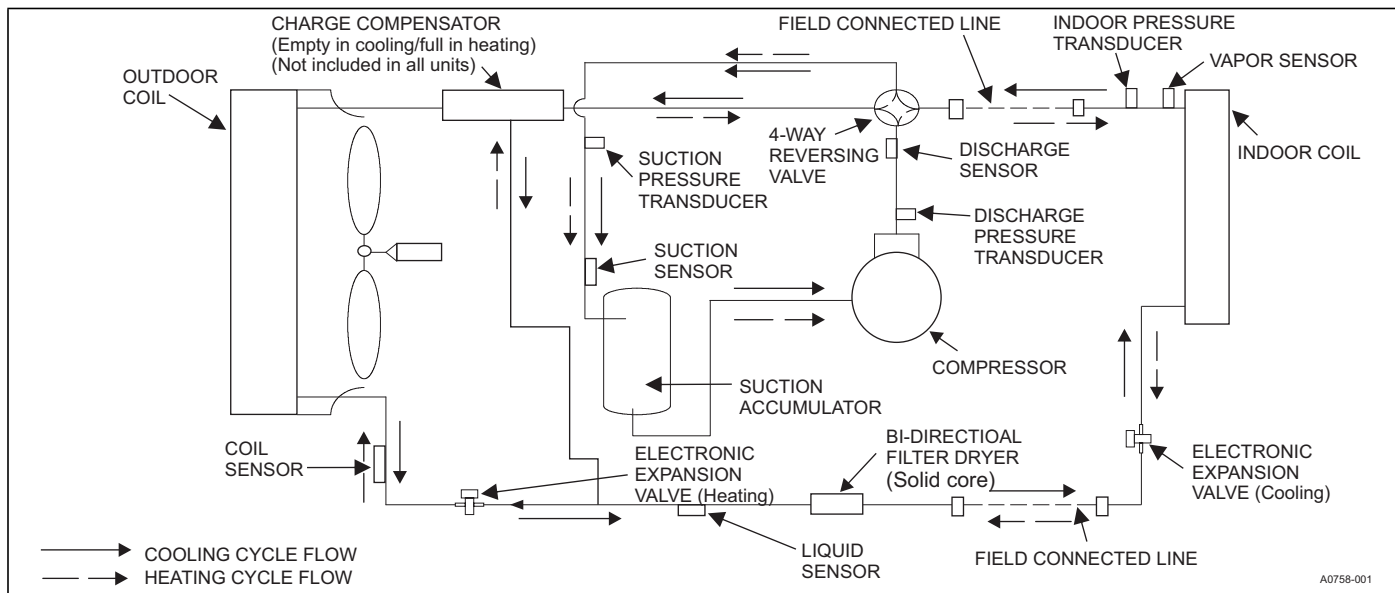 CHARGE COMPENSATOR
(Empty in cooling/full in heating)
(Not included in all units)
FIELD CONNECTED LINE
INDOOR PRESSURE
TRANSDUCER
VAPOR SENSOR
OUTDOOR
COIL
4-WAY
REVERSING
VALVE
DISCHARGE
SENSOR
INDOOR COIL
SUCTION
PRESSURE
TRANSDUCER
DISCHARGE
PRESSURE
TRANSDUCER
SUCTION
SENSOR
COMPRESSOR
SUCTION
ACCUMULATOR
COIL
SENSOR
ELECTRONIC
EXPANSION
VALVE (Heating)
BI-DIRECTIOAL
FILTER DRYER
(Solid core)
ELECTRONIC
EXPANSION
VALVE (Cooling)
LIQUID
SENSOR
FIELD CONNECTED LINE
COOLING CYCLE FLOW
HEATING CYCLE FLOW
A0758-001